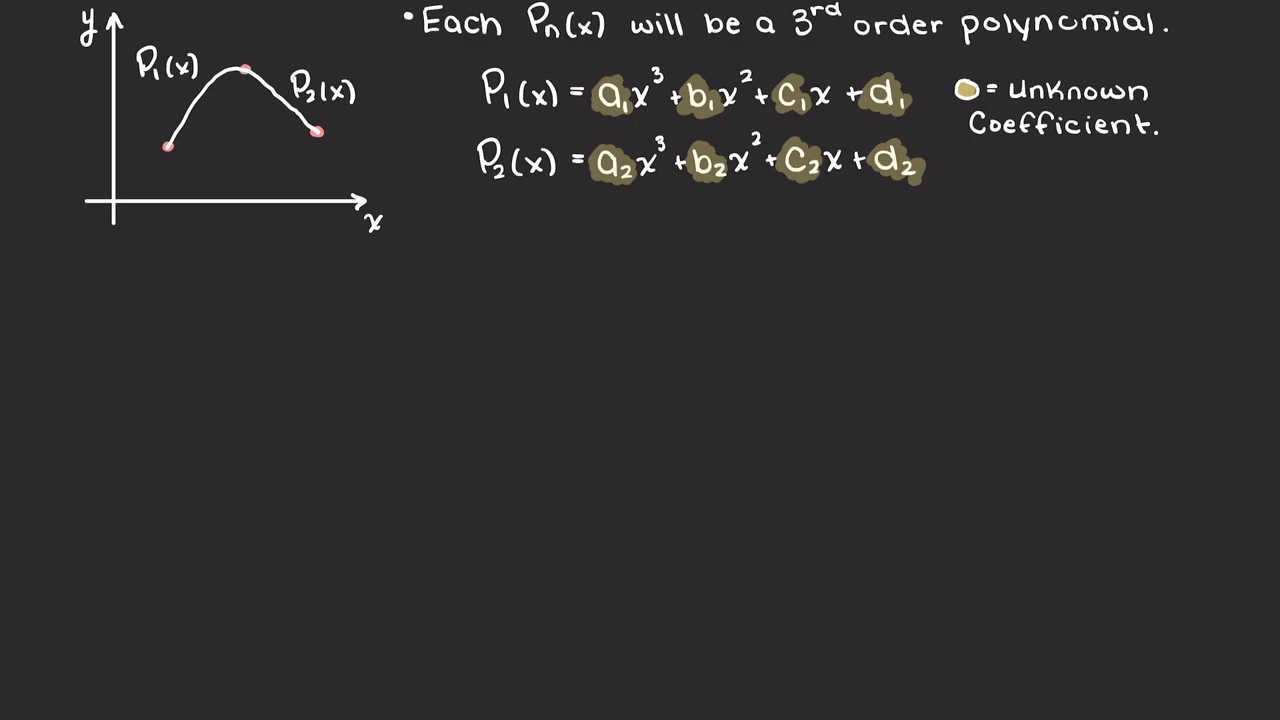 y
P₁(x)
P₂(x)
x
• Each Pₙ(x) will be a 3ʳᵈ order polynomial.
P₁(x) = a₁x³ + b₁x² + c₁x + d₁
P₂(x) = a₂x³ + b₂x² + c₂x + d₂
= unknown
Coefficient.